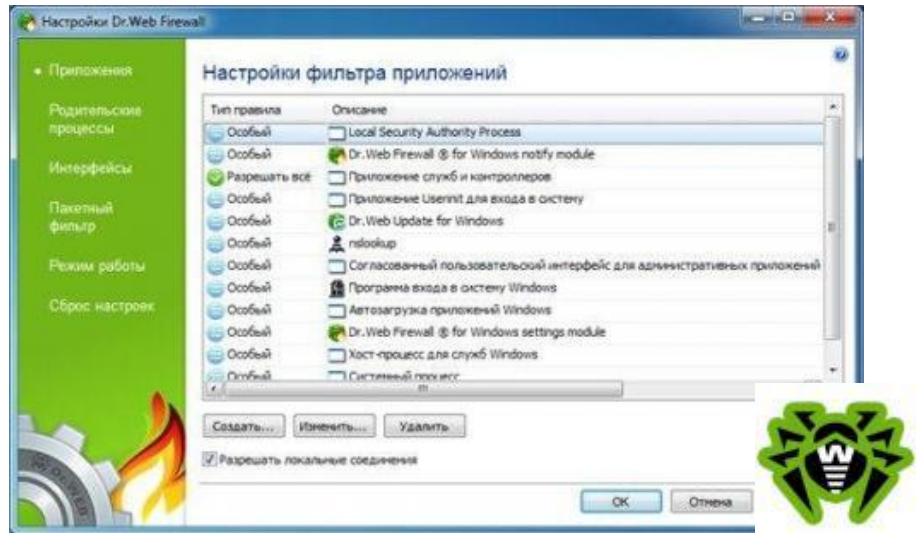 Настройки Dr.Web Firewall
Приложения
Родительские
процессы
Интерфейсы
Пакетный
фильтр
Режим работы
Сброс настроек
Настройки фильтра приложений
Тип правила Описание
Особый Local Security Authority Process
Особый Dr.Web Firewall ® for Windows notify module
Разрешать всё Приложение служб и контроллеров
Особый Приложение Userinit для входа в систему
Особый Dr.Web Update for Windows
Особый nslookup
Особый Согласованный пользовательский интерфейс для административных приложений
Особый Программа входа в систему Windows
Особый Автозагрузка приложений Windows
Особый Dr.Web Firewall ® for Windows settings module
Особый Хост-процесс для служб Windows
Особый Системный процесс
Создать... Изменить... Удалить
Разрешать локальные соединения
OK Отмена
Dr.WEB